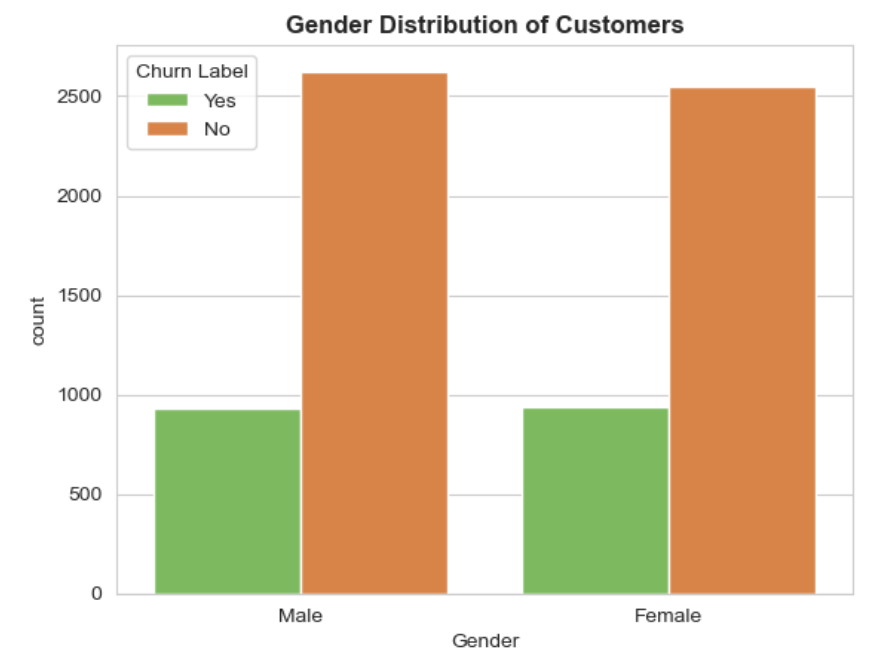 Gender Distribution of Customers
Churn Label
Yes
No
2500
2000
1500
1000
500
0
count
Male
Female
Gender